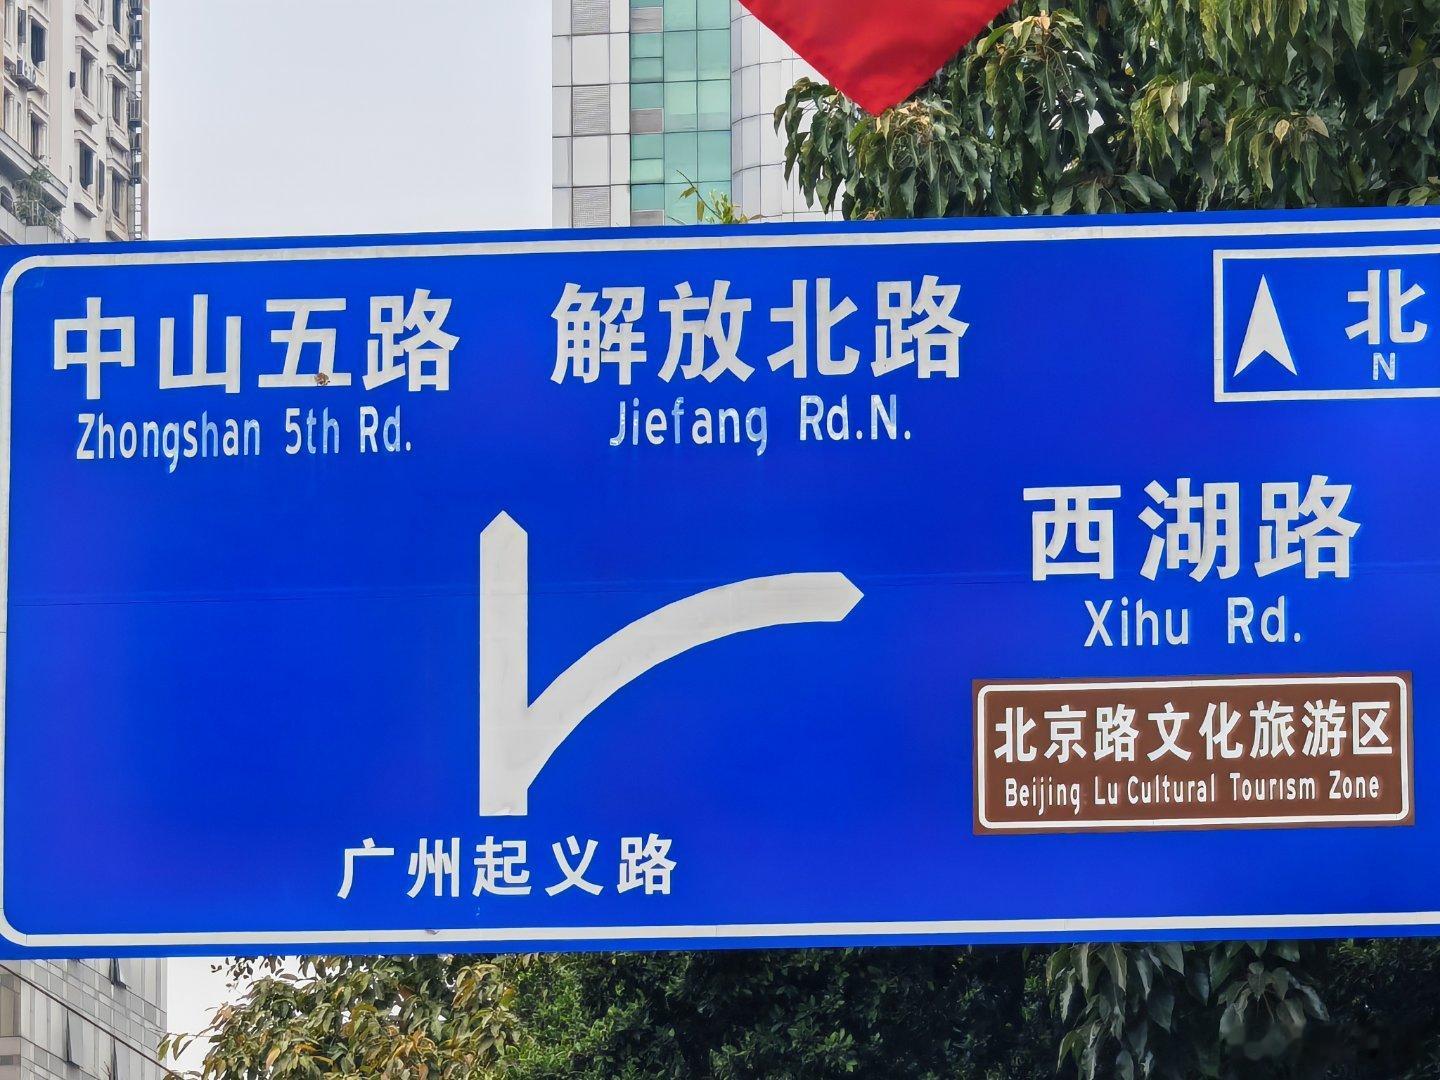 中山五路 解放北路
Zhongshan 5th Rd. Jiefang Rd.N.
北
N
西湖路
Xihu Rd.
北京路文化旅游区
Beijing Lu Cultural Tourism Zone
广州起义路